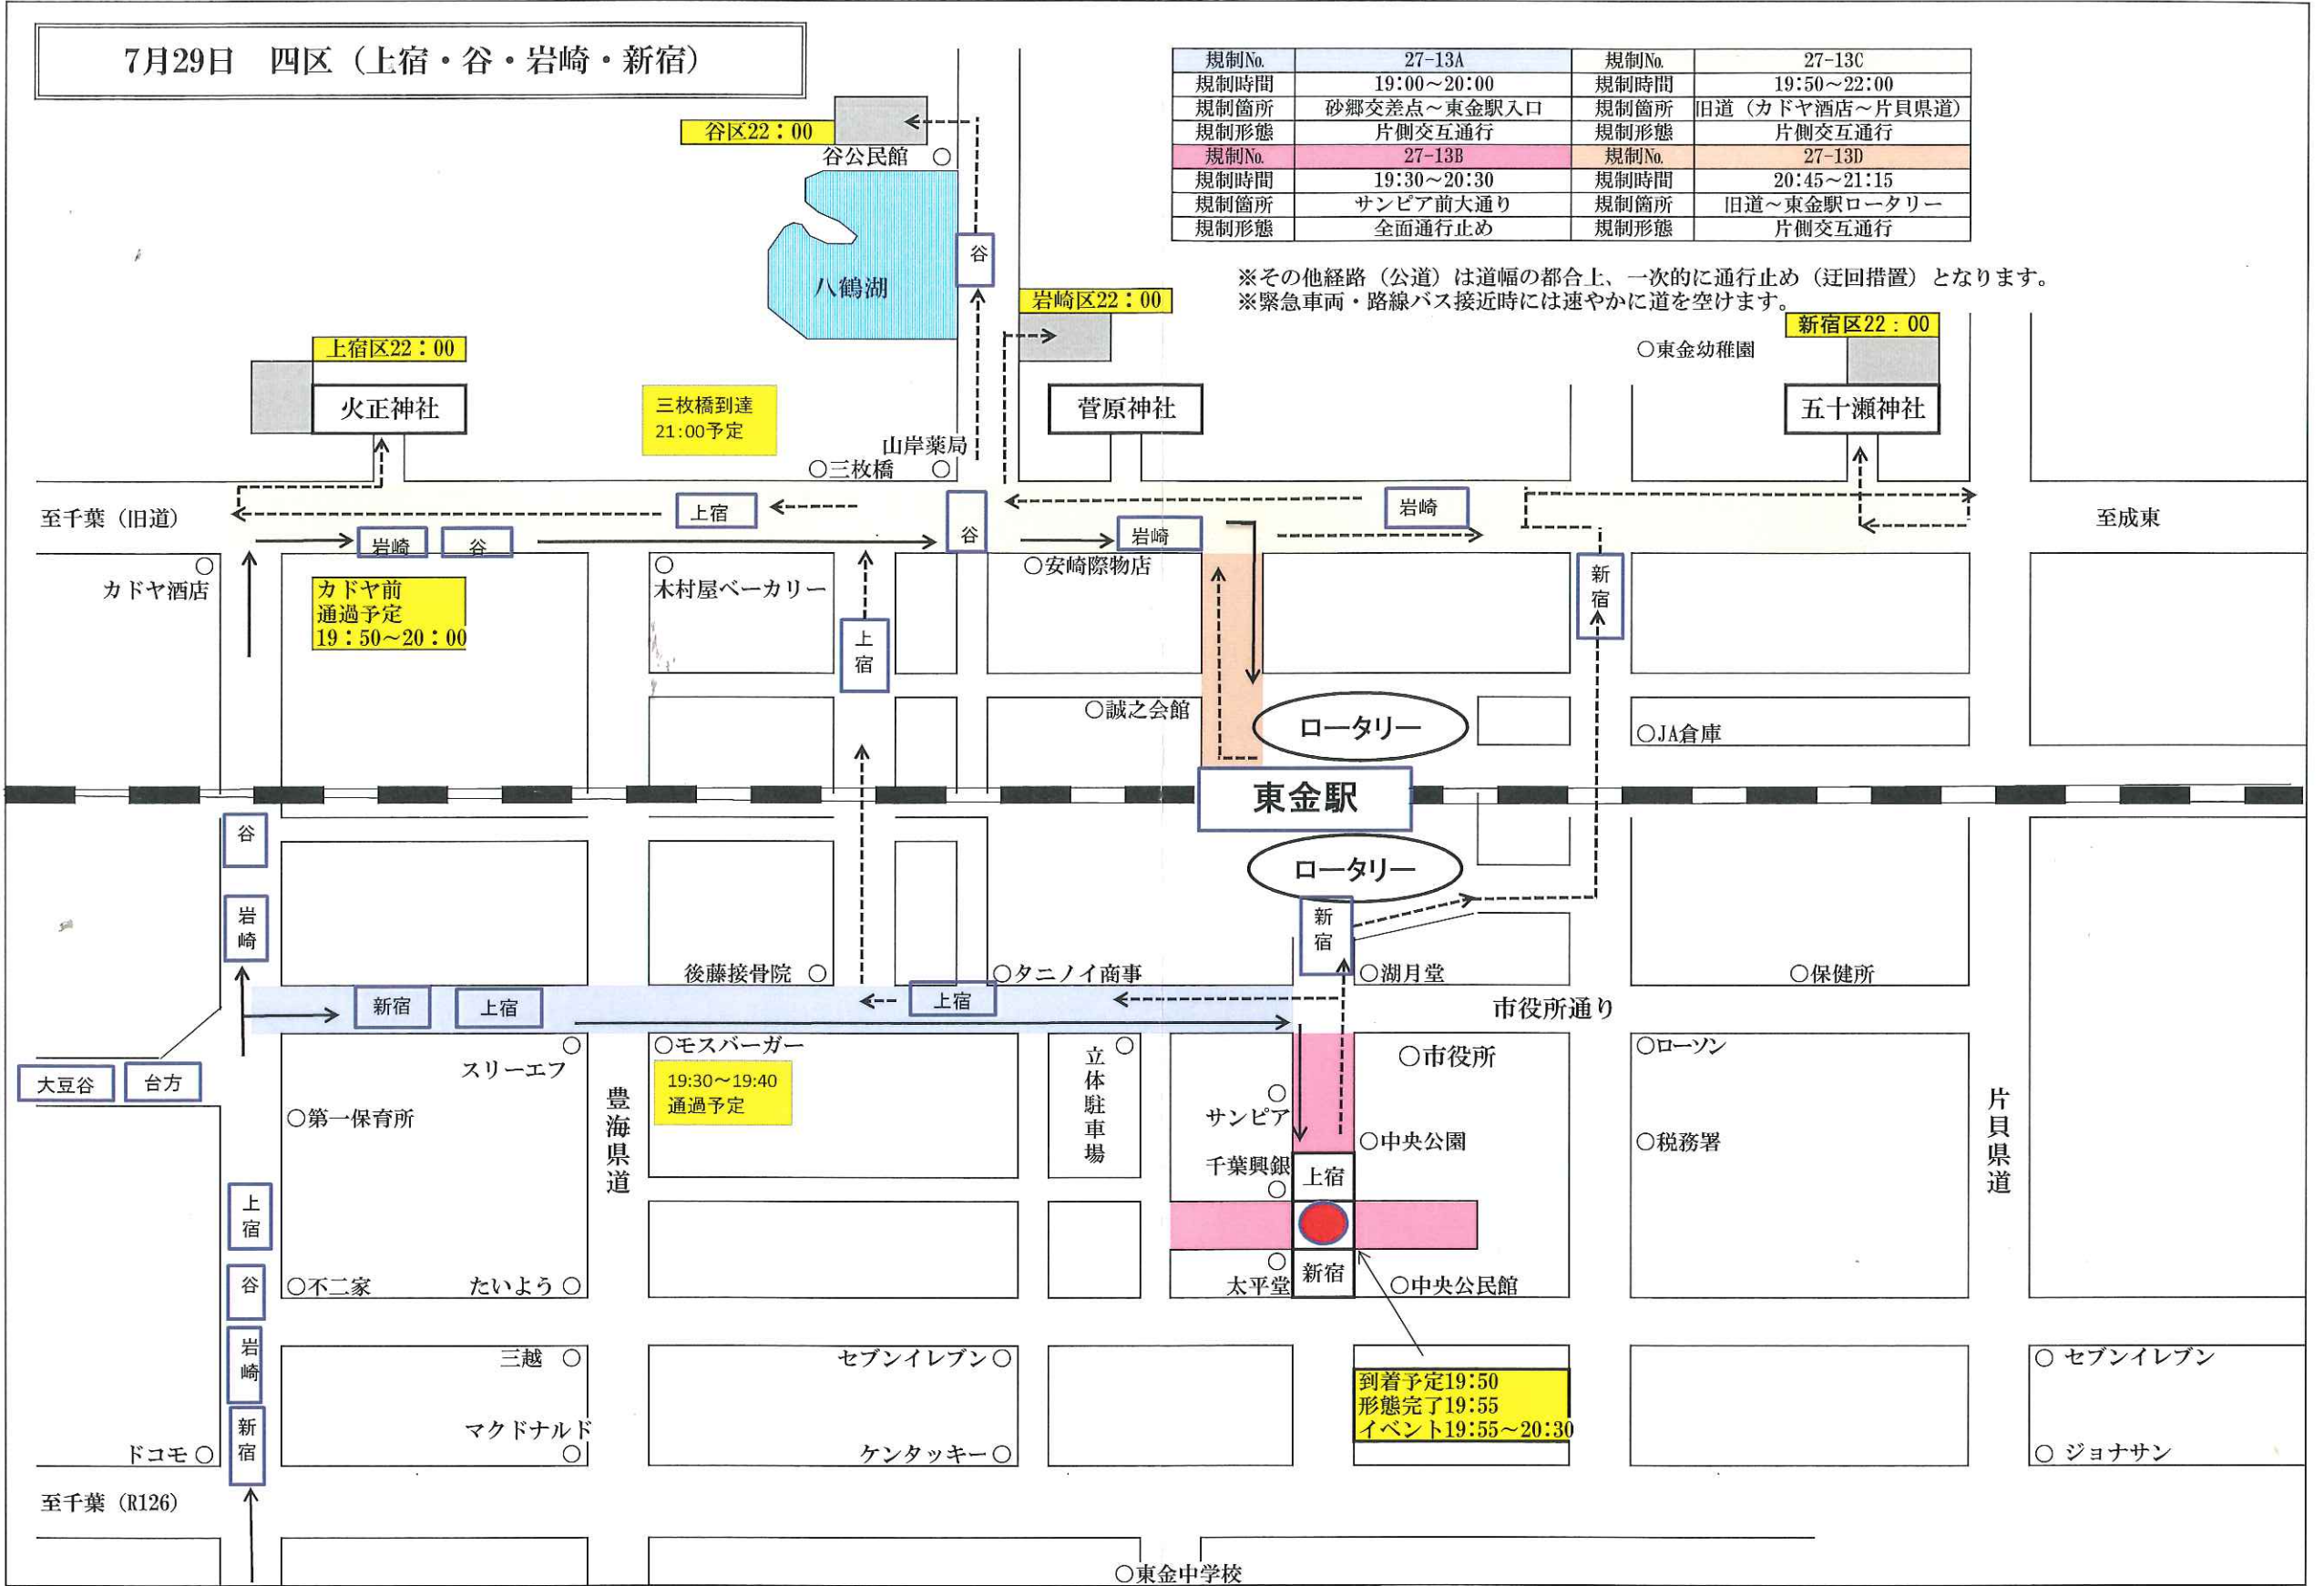 7月29日　四区（上宿・谷・岩崎・新宿）
規制No. 27-13A 規制No. 27-13C
規制時間 19:00～20:00 規制時間 19:50～22:00
規制箇所 砂郷交差点～東金駅入口 規制箇所 旧道（カドヤ酒店～片貝県道）
規制形態 片側交互通行 規制形態 片側交互通行
規制No. 27-13B 規制No. 27-13D
規制時間 19:30～20:30 規制時間 20:45～21:15
規制箇所 サンピア前大通り 規制箇所 旧道～東金駅ロータリー
規制形態 全面通行止め 規制形態 片側交互通行
※その他経路（公道）は道幅の都合上、一次的に通行止め（迂回措置）となります。
※緊急車両・路線バス接近時には速やかに道を空けます。
谷区22：00
谷公民館 ○
谷
八鶴湖
岩崎区22：00
新宿区22：00
○東金幼稚園
上宿区22：00
火正神社
三枚橋到達
21:00予定
菅原神社
五十瀬神社
山岸薬局
○三枚橋 ○
至千葉（旧道）
上宿
谷
岩崎
至成東
岩崎
谷
岩崎
○
カドヤ酒店
カドヤ前
通過予定
19：50～20：00
○
木村屋ベーカリー
上宿
○安崎際物店
新宿
○誠之会館
ロータリー
○JA倉庫
東金駅
谷
ロータリー
岩崎
新宿
後藤接骨院 ○
○タニノイ商事
○湖月堂
○保健所
新宿
上宿
上宿
市役所通り
○
スリーエフ
○モスバーガー
19:30～19:40
通過予定
立体駐車場
○
○市役所
○ローソン
大豆谷
台方
○第一保育所
豊海県道
○
サンピア
○中央公園
○税務署
片貝県道
千葉興銀
○
上宿
上宿
谷
○不二家
たいよう ○
○
太平堂
新宿
○中央公民館
岩崎
三越 ○
セブンイレブン○
到着予定19:50
形態完了19:55
イベント19:55～20:30
○ セブンイレブン
新宿
マクドナルド
○
ドコモ ○
ケンタッキー○
○ ジョナサン
至千葉（R126）
○東金中学校